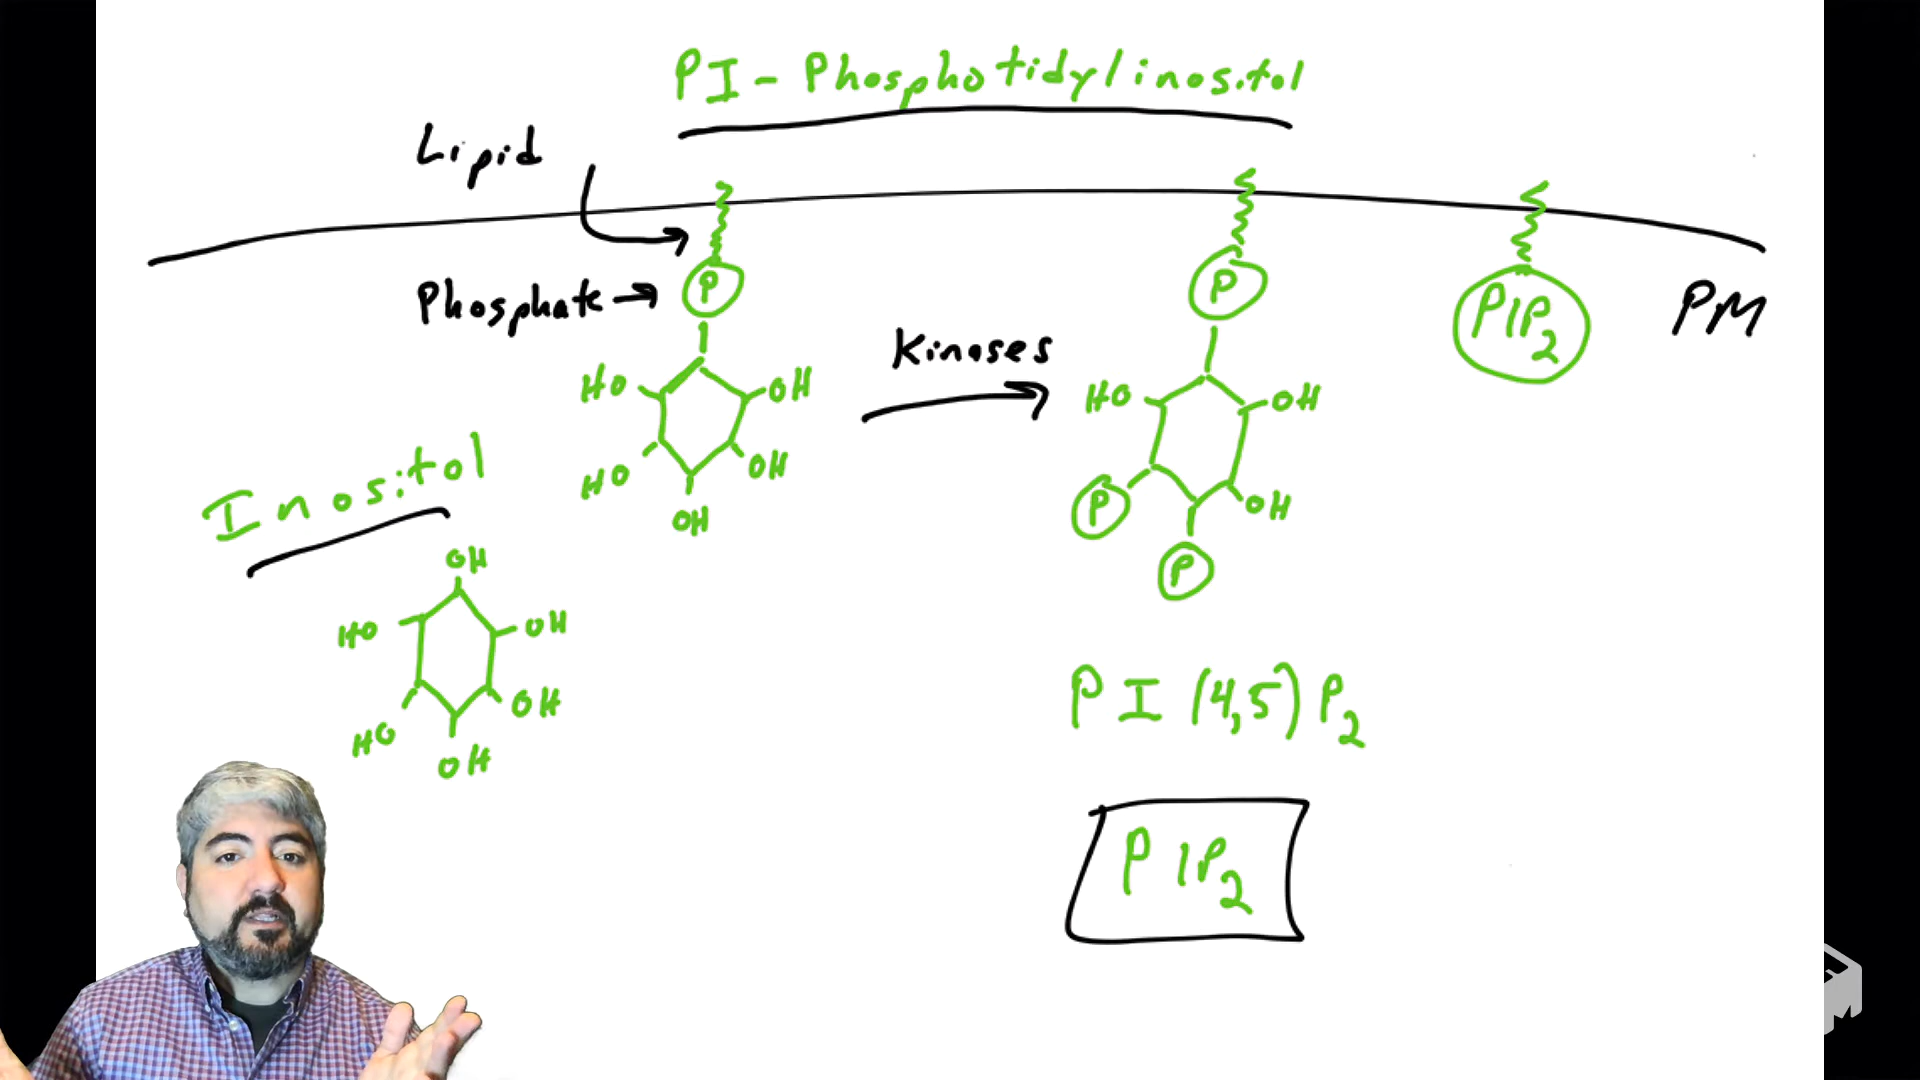 PI - Phosphotidylinositol
Lipid
Phosphate
P
HO
OH
HO
OH
OH
Kinases
P
HO
OH
P
OH
P
PIP2
PM
Inositol
OH
HO
OH
HO
OH
OH
PI (4,5) P2
PIP2